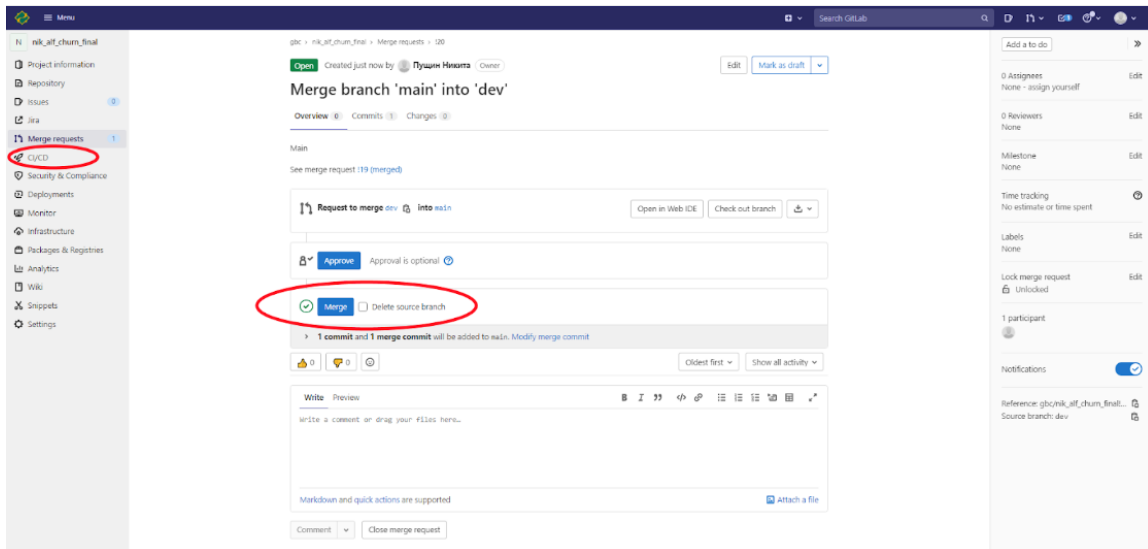 Menu
Search GitLab
N nik_alf_churn_final
Project information
Repository
Issues 0
Jira
Merge requests 1
CI/CD
Security & Compliance
Deployments
Monitor
Infrastructure
Packages & Registries
Analytics
Wiki
Snippets
Settings
gbc > nik_alf_churn_final > Merge requests > !20
Open Created just now by Пущин Никита Owner
Edit Mark as draft
Merge branch 'main' into 'dev'
Overview 0 Commits 1 Changes 0
Main
See merge request !19 (merged)
Request to merge dev into main
Open in Web IDE Check out branch
Approve Approval is optional
Merge Delete source branch
> 1 commit and 1 merge commit will be added to main. Modify merge commit
0 0
Oldest first Show all activity
Write Preview
Write a comment or drag your files here…
Markdown and quick actions are supported
Attach a file
Comment Close merge request
Add a to do
0 Assignees Edit
None - assign yourself
0 Reviewers Edit
None
Milestone Edit
None
Time tracking
No estimate or time spent
Labels Edit
None
Lock merge request Edit
Unlocked
1 participant
Notifications
Reference: gbc/nik_alf_churn_final!...
Source branch: dev